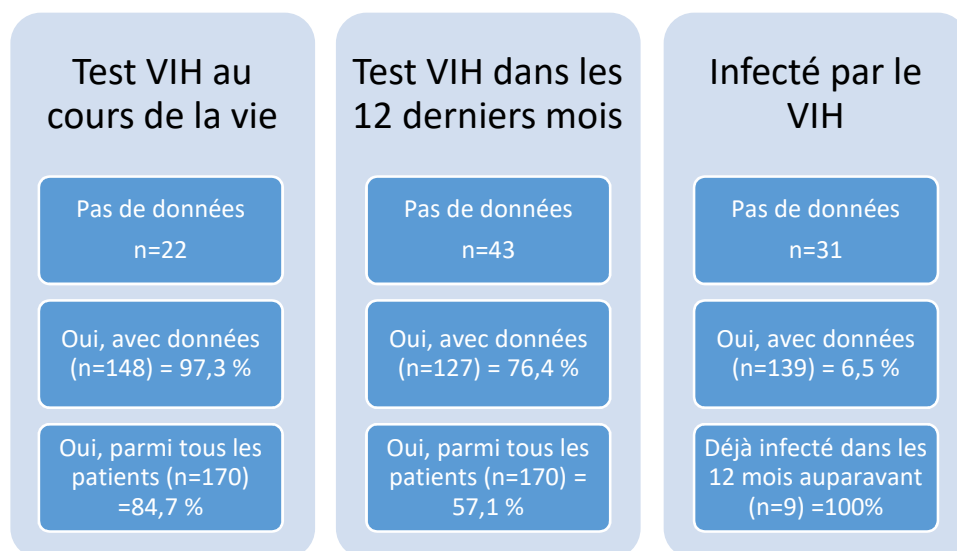 Test VIH au
cours de la vie
Pas de données
n=22
Oui, avec données
(n=148) = 97,3 %
Oui, parmi tous les
patients (n=170)
=84,7 %
Test VIH dans les
12 derniers mois
Pas de données
n=43
Oui, avec données
(n=127) = 76,4 %
Oui, parmi tous les
patients (n=170) =
57,1 %
Infecté par le
VIH
Pas de données
n=31
Oui, avec données
(n=139) = 6,5 %
Déjà infecté dans les
12 mois auparavant
(n=9) =100%